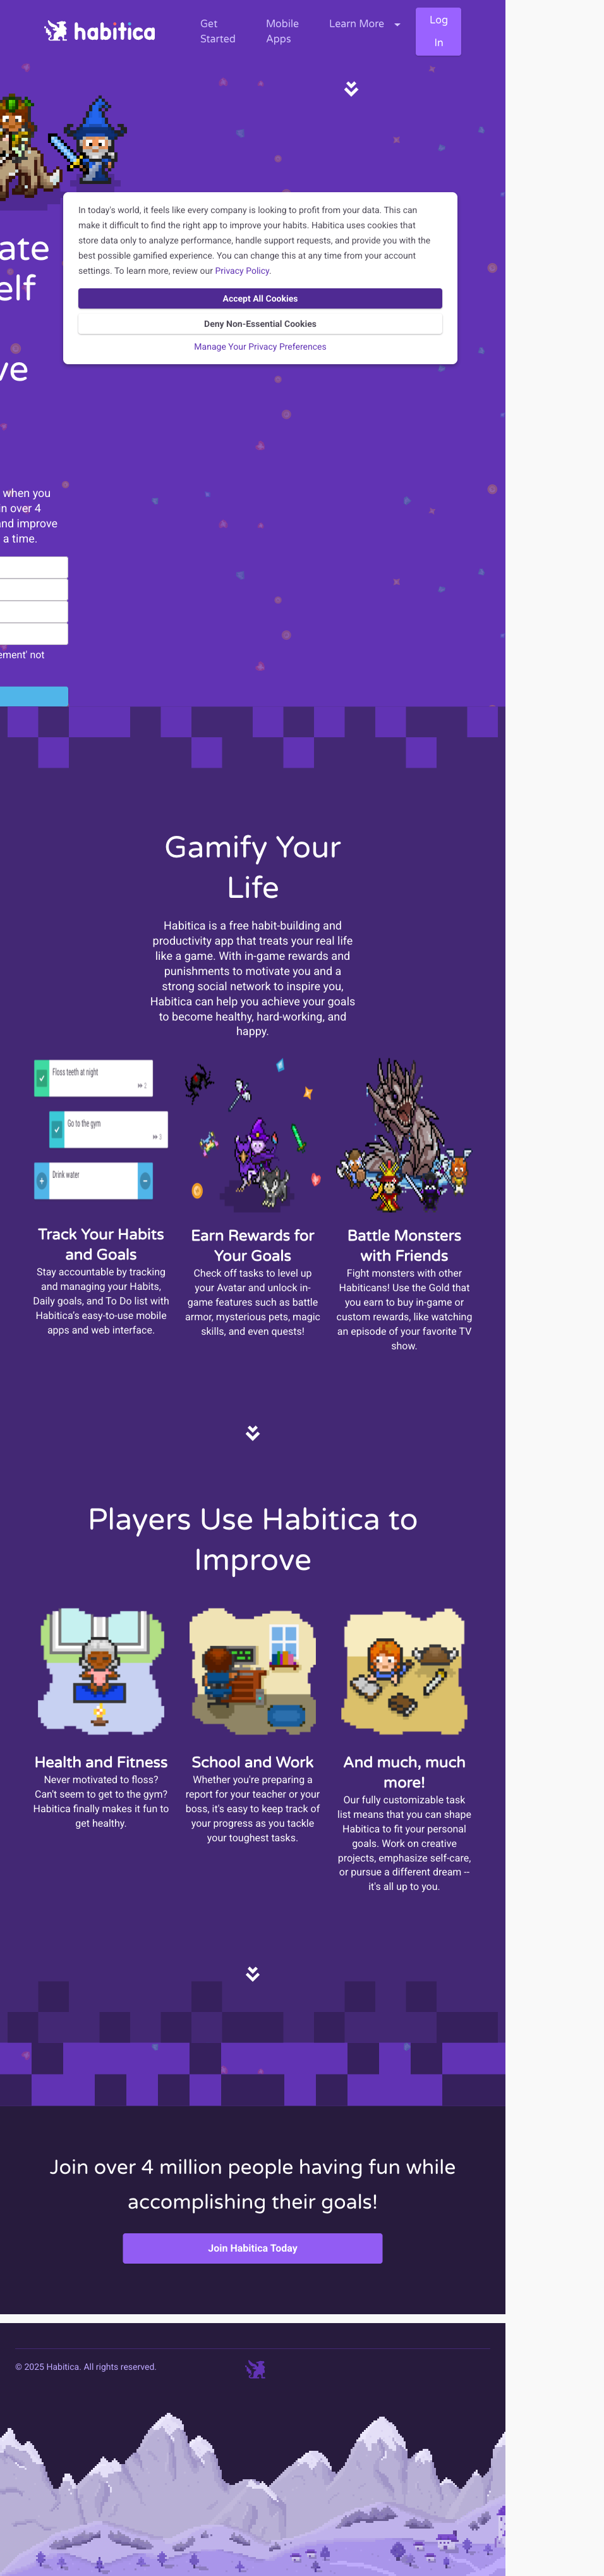 habitica
Get
Started
Mobile
Apps
Learn More
Log
In
In today's world, it feels like every company is looking to profit from your data. This can
make it difficult to find the right app to improve your habits. Habitica uses cookies that
store data only to analyze performance, handle support requests, and provide you with the
best possible gamified experience. You can change this at any time from your account
settings. To learn more, review our Privacy Policy.
Accept All Cookies
Deny Non-Essential Cookies
Manage Your Privacy Preferences
ate
elf
ve
when you
in over 4
and improve
a time.
ement' not
Gamify Your
Life
Habitica is a free habit-building and
productivity app that treats your real life
like a game. With in-game rewards and
punishments to motivate you and a
strong social network to inspire you,
Habitica can help you achieve your goals
to become healthy, hard-working, and
happy.
Floss teeth at night
2
Go to the gym
3
Drink water
Track Your Habits
and Goals
Stay accountable by tracking
and managing your Habits,
Daily goals, and To Do list with
Habitica's easy-to-use mobile
apps and web interface.
Earn Rewards for
Your Goals
Check off tasks to level up
your Avatar and unlock in-
game features such as battle
armor, mysterious pets, magic
skills, and even quests!
Battle Monsters
with Friends
Fight monsters with other
Habiticans! Use the Gold that
you earn to buy in-game or
custom rewards, like watching
an episode of your favorite TV
show.
Players Use Habitica to
Improve
Health and Fitness
Never motivated to floss?
Can't seem to get to the gym?
Habitica finally makes it fun to
get healthy.
School and Work
Whether you're preparing a
report for your teacher or your
boss, it's easy to keep track of
your progress as you tackle
your toughest tasks.
And much, much
more!
Our fully customizable task
list means that you can shape
Habitica to fit your personal
goals. Work on creative
projects, emphasize self-care,
or pursue a different dream --
it's all up to you.
Join over 4 million people having fun while
accomplishing their goals!
Join Habitica Today
© 2025 Habitica. All rights reserved.